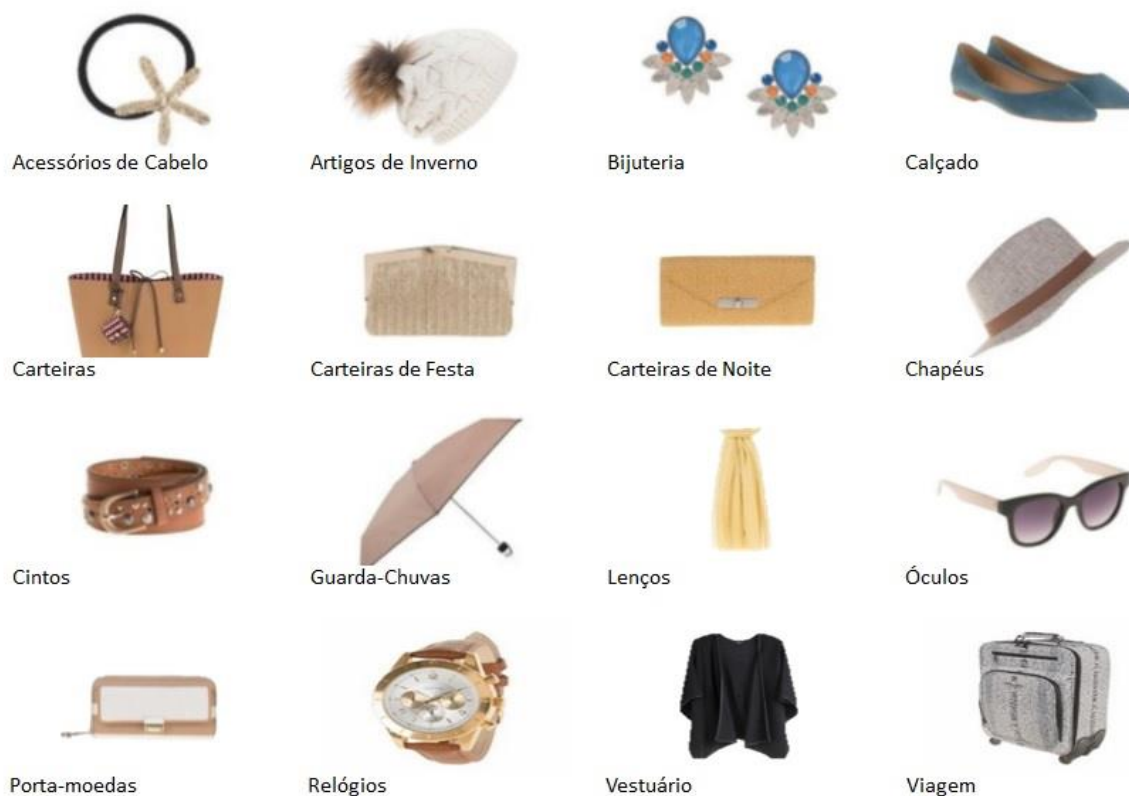 Acessórios de Cabelo
Artigos de Inverno
Bijuteria
Calçado
Carteiras
Carteiras de Festa
Carteiras de Noite
Chapéus
Cintos
Guarda-Chuvas
Lenços
Óculos
Porta-moedas
Relógios
Vestuário
Viagem